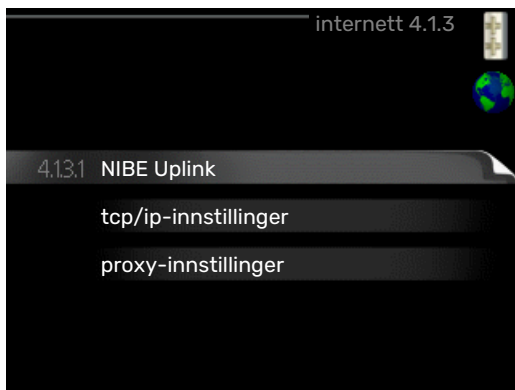 internett 4.1.3
4.1.3.1 NIBE Uplink
tcp/ip-innstillinger
proxy-innstillinger